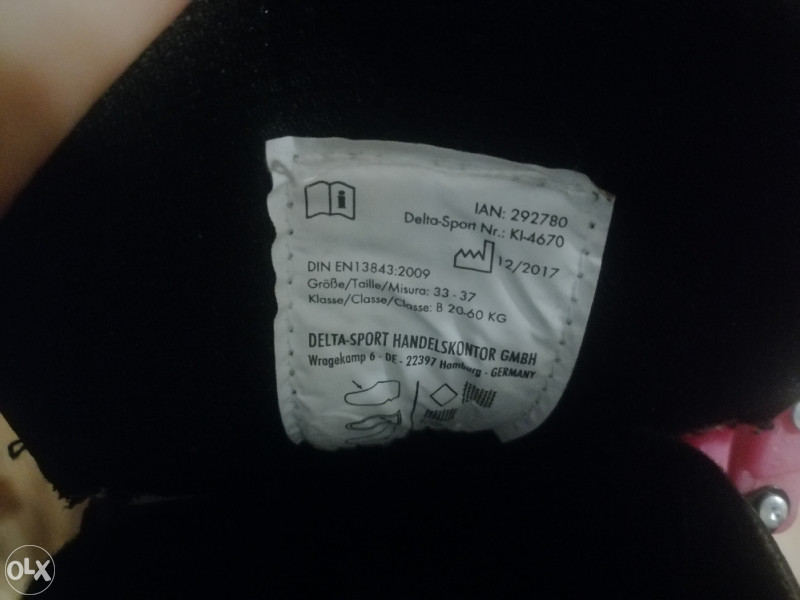 IAN: 292780
Delta-Sport Nr.: KI-4670
12/2017
DIN EN13843:2009
Größe/Taille/Misura: 33 - 37
Klasse/Classe/Classe: B 20-60 KG
DELTA-SPORT HANDELSKONTOR GMBH
Wragekamp 6 - DE - 22397 Hamburg - GERMANY
OLX